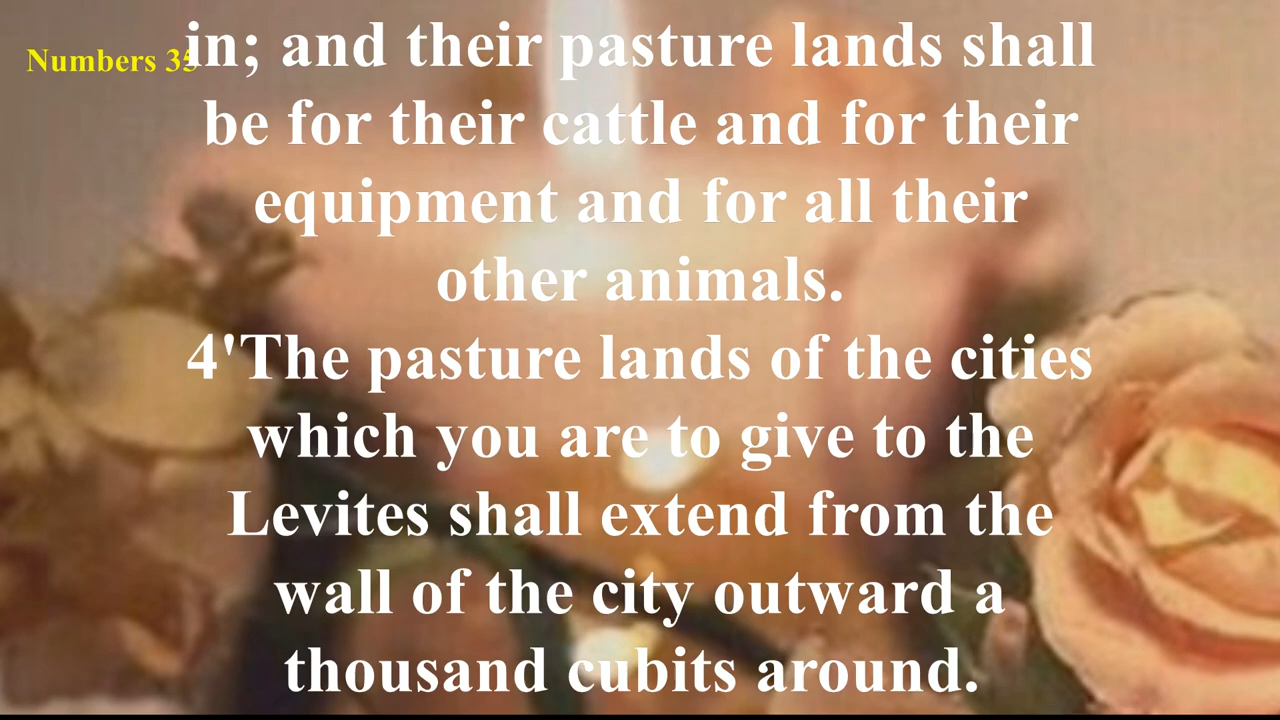 Numbers 35
in; and their pasture lands shall
be for their cattle and for their
equipment and for all their
other animals.
4'The pasture lands of the cities
which you are to give to the
Levites shall extend from the
wall of the city outward a
thousand cubits around.